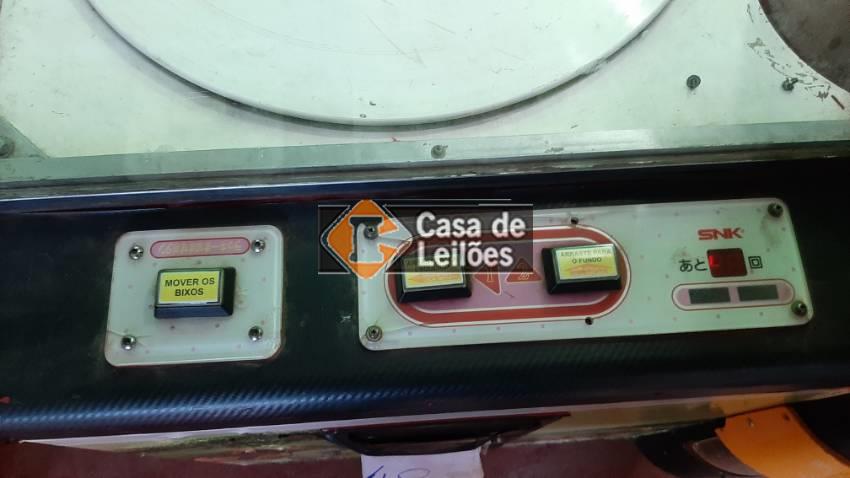 MOVER OS
BIXOS
Casa de
Leilões
ARRASTE PARA
O FUNDO
SNK
あと
回